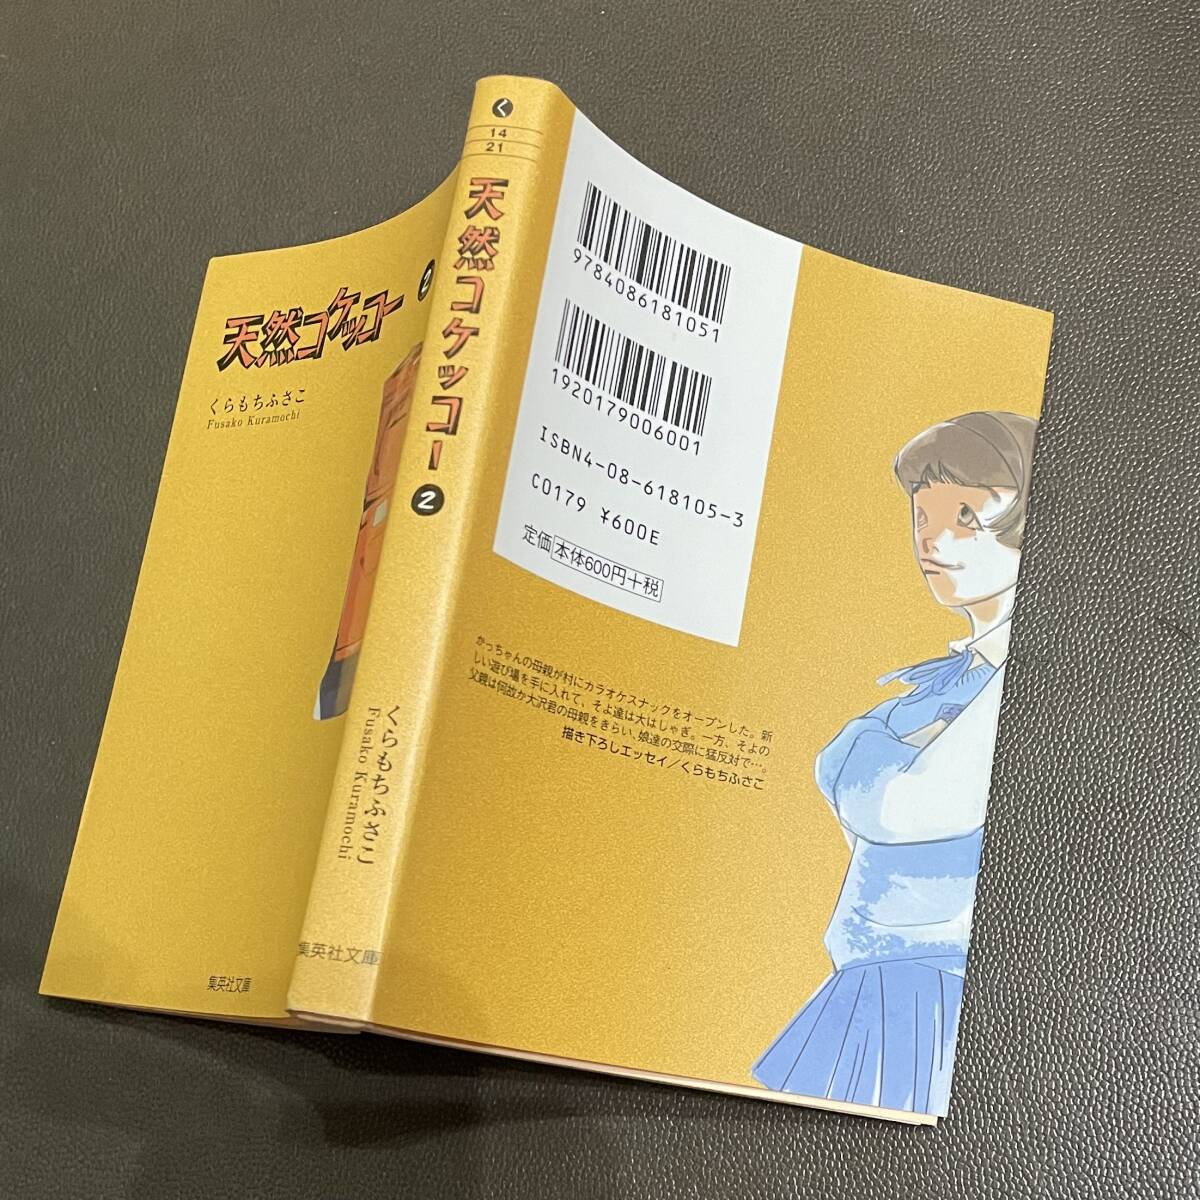 天然コケッコー
2
くらもちふさこ
Fusako Kuramochi
集英社文庫
く
14
21
天然コケッコー
2
くらもちふさこ
Fusako Kuramochi
集英社文庫
9784086181051
1920179006001
ISBN4-08-618105-3
C0179 ¥600E
定価 本体600円+税
かっちゃんの母親が村にカラオケスナックをオープンした。新
しい遊び場を手に入れて、そよ達は大はしゃぎ。一方、そよの
父親は何故か大沢君の母親をきらい、娘達の交際に猛反対で…。
描き下ろしエッセイ/くらもちふさこ